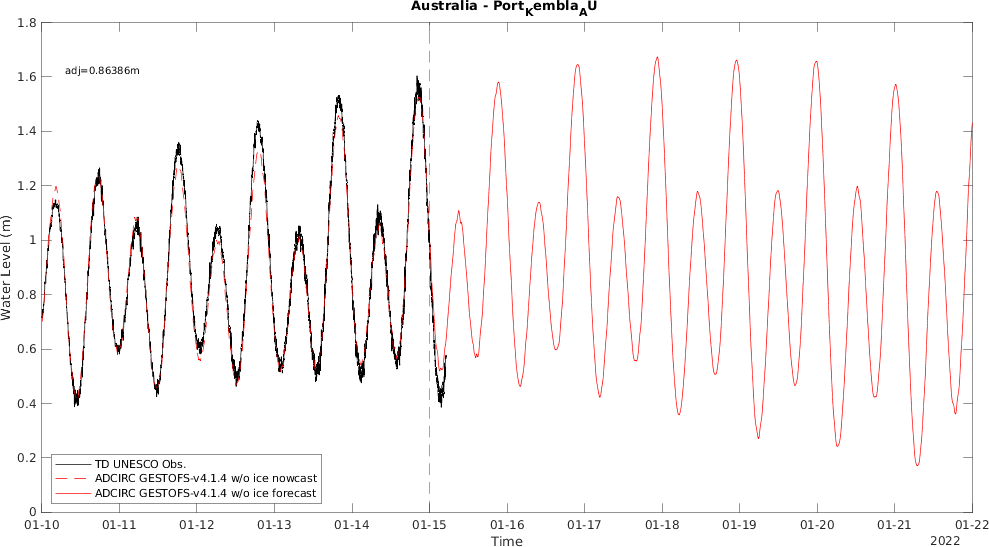 Australia - PortKemblaAU
1.8
1.6
1.4
1.2
1
0.8
0.6
0.4
0.2
0
Water Level (m)
adj=0.86386m
TD UNESCO Obs.
ADCIRC GESTOFS-v4.1.4 w/o ice nowcast
ADCIRC GESTOFS-v4.1.4 w/o ice forecast
01-10 01-11 01-12 01-13 01-14 01-15 01-16 01-17 01-18 01-19 01-20 01-21 01-22
Time
2022